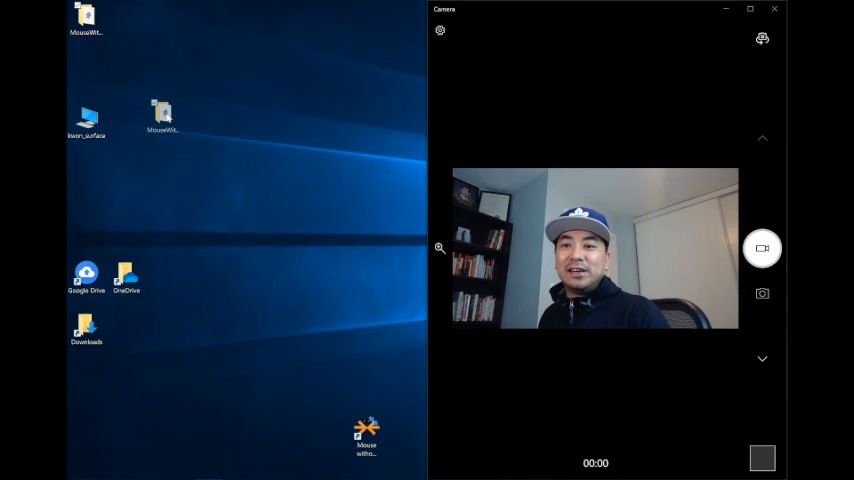 Camera
MouseWit...
MouseWit...
kwon_surface
Google Drive
OneDrive
Downloads
Mouse
witho...
00:00